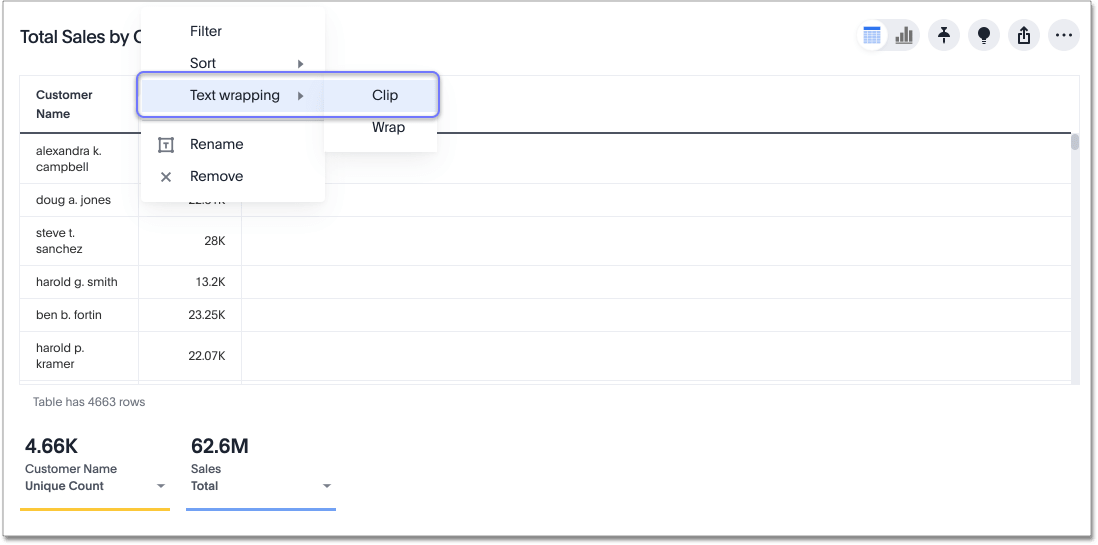 Total Sales by C
Filter
Sort
Text wrapping
Clip
Wrap
Rename
Remove
Customer
Name
alexandra k.
campbell
doug a. jones
steve t.
sanchez
28K
harold g. smith
13.2K
ben b. fortin
23.25K
harold p.
kramer
22.07K
Table has 4663 rows
4.66K
62.6M
Customer Name
Sales
Unique Count
Total